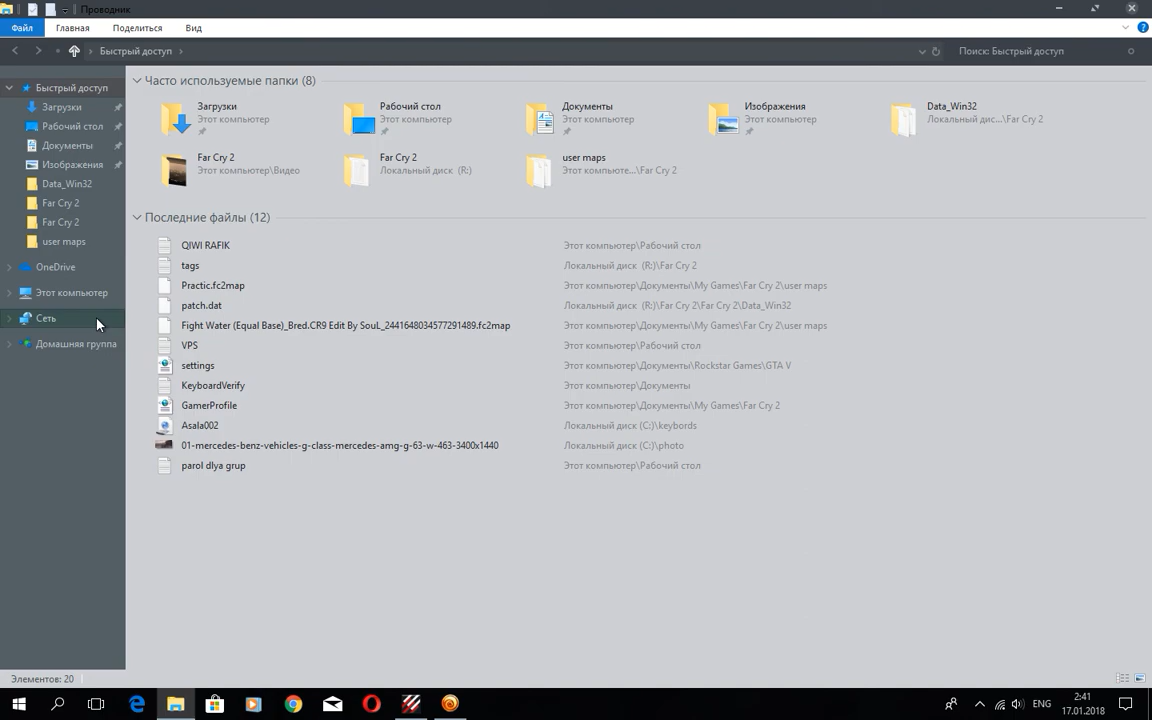 Проводник
Файл
Главная
Поделиться
Вид
Быстрый доступ
Поиск: Быстрый доступ
Быстрый доступ
Загрузки
Рабочий стол
Документы
Изображения
Data_Win32
Far Cry 2
Far Cry 2
user maps
OneDrive
Этот компьютер
Сеть
Домашняя группа
Часто используемые папки (8)
Загрузки
Этот компьютер
Рабочий стол
Этот компьютер
Документы
Этот компьютер
Изображения
Этот компьютер
Data_Win32
Локальный дис...\Far Cry 2
Far Cry 2
Этот компьютер\Видео
Far Cry 2
Локальный диск (R:)
user maps
Этот компьюте...\Far Cry 2
Последние файлы (12)
QIWI RAFIK Этот компьютер\Рабочий стол
tags Локальный диск (R:)\Far Cry 2
Practic.fc2map Этот компьютер\Документы\My Games\Far Cry 2\user maps
patch.dat Локальный диск (R:)\Far Cry 2\Far Cry 2\Data_Win32
Fight Water (Equal Base)_Bred.CR9 Edit By SouL_2441648034577291489.fc2map Этот компьютер\Документы\My Games\Far Cry 2\user maps
VPS Этот компьютер\Рабочий стол
settings Этот компьютер\Документы\Rockstar Games\GTA V
KeyboardVerify Этот компьютер\Документы
GamerProfile Этот компьютер\Документы\My Games\Far Cry 2
Asala002 Локальный диск (C:)\keybords
01-mercedes-benz-vehicles-g-class-mercedes-amg-g-63-w-463-3400x1440 Локальный диск (C:)\photo
parol dlya grup Этот компьютер\Рабочий стол
Элементов: 20
ENG
2:41
17.01.2018